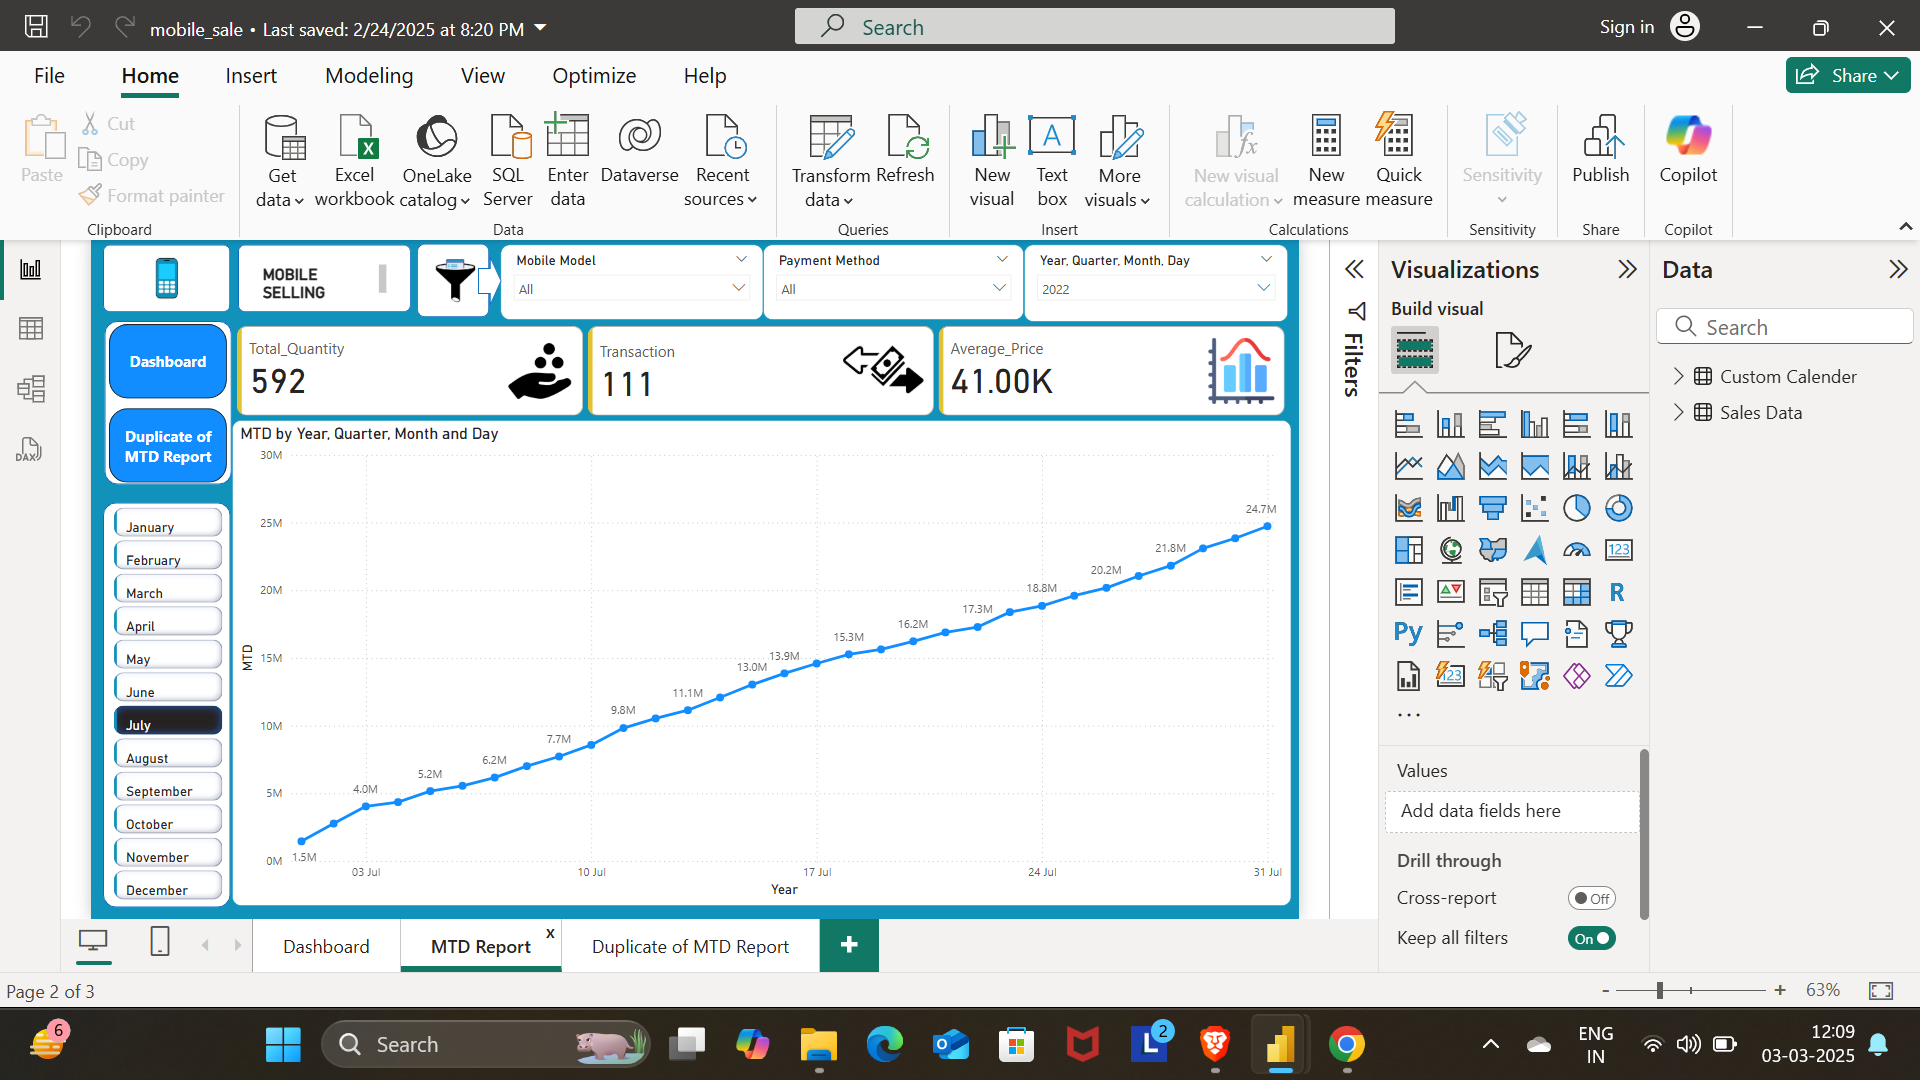 mobile_sale • Last saved: 2/24/2025 at 8:20 PM
Search
Sign in
File Home Insert Modeling View Optimize Help
Share
Paste
Cut
Copy
Format painter
Clipboard
Get data
Excel workbook
OneLake catalog
SQL Server
Enter data
Dataverse
Recent sources
Data
Transform data
Refresh
Queries
New visual
Text box
More visuals
Insert
New visual calculation
New measure
Quick measure
Calculations
Sensitivity
Sensitivity
Publish
Share
Copilot
Copilot
MOBILE
SELLING
Mobile Model
All
Payment Method
All
Year, Quarter, Month, Day
2022
Dashboard
Duplicate of
MTD Report
Total_Quantity
592
Transaction
111
Average_Price
41.00K
January
February
March
April
May
June
July
August
September
October
November
December
MTD by Year, Quarter, Month and Day
30M
25M
20M
15M
10M
5M
0M
MTD
1.5M
4.0M
5.2M
6.2M
7.7M
9.8M
11.1M
13.0M
13.9M
15.3M
16.2M
17.3M
18.8M
20.2M
21.8M
24.7M
03 Jul 10 Jul 17 Jul 24 Jul 31 Jul
Year
Filters
Visualizations
Build visual
123
R
Py
123
...
Values
Add data fields here
Drill through
Cross-report
Off
Keep all filters
On
Data
Search
Custom Calender
Sales Data
DAX
Dashboard
MTD Report
x
Duplicate of MTD Report
+
Page 2 of 3
- + 63%
6
Search
L
2
ENG
IN
12:09
03-03-2025